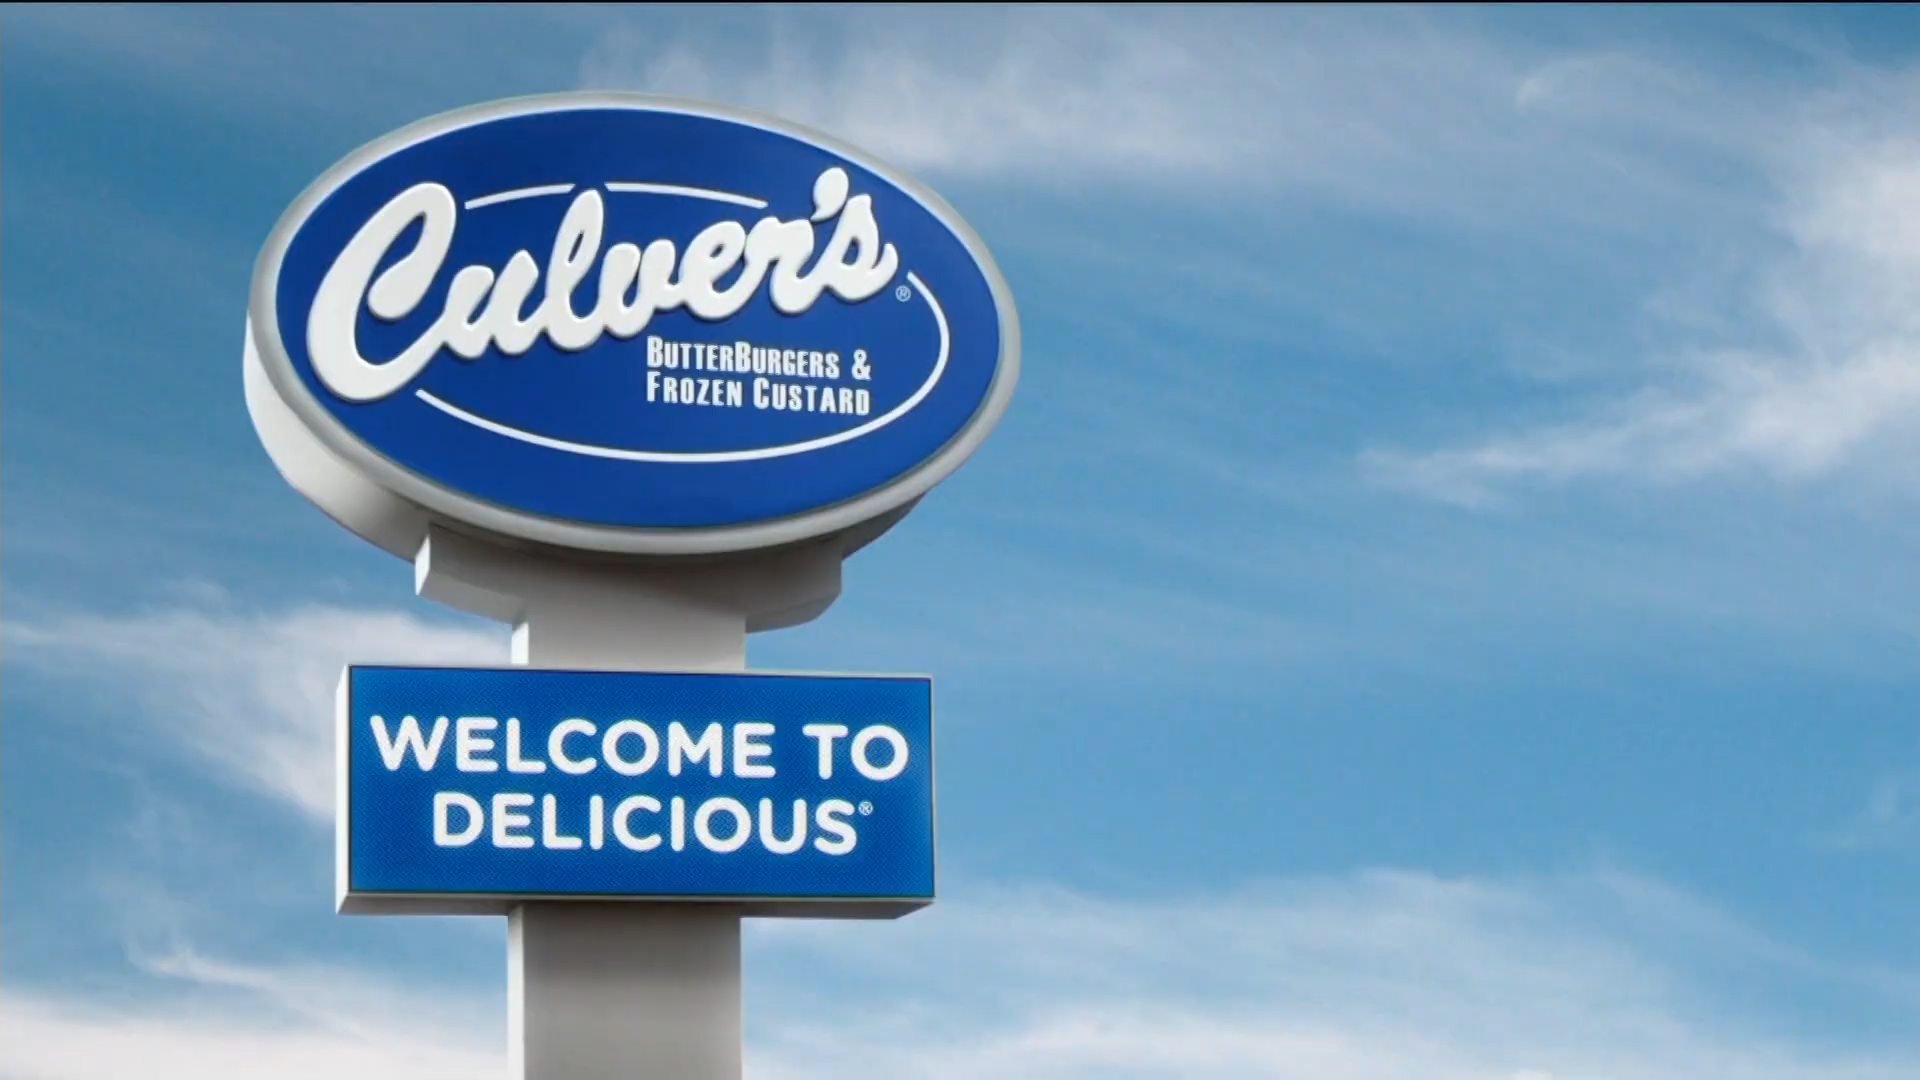 Culver's®
BUTTERBURGERS &
FROZEN CUSTARD
WELCOME TO
DELICIOUS®